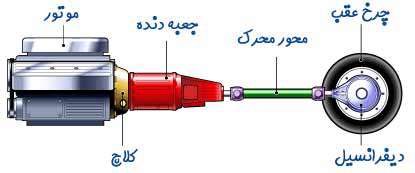 چرخ عقب
محور محرک
جعبه دنده
موتور
دیفرانسیل
کلاچ